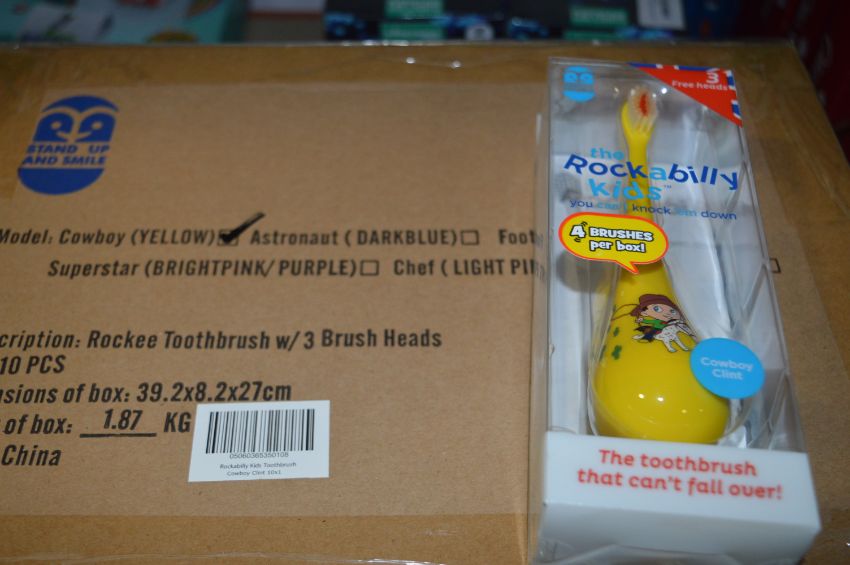 STAND UP
AND SMILE
Model: Cowboy (YELLOW) Astronaut ( DARKBLUE)
Superstar (BRIGHTPINK/ PURPLE) Chef ( LIGHT
Rockee Toothbrush w/ 3 Brush Heads
10 PCS
of box: 39.2x8.2x27cm
of box: 1.87 KG
China
05060365350108
Rockabilly Kids Toothbrush
Cowboy Clint 10x1
3
Free heads
the
Rockabilly
kids™
you can't knock 'em down
4 BRUSHES
per box!
Cowboy
Clint
The toothbrush
that can't fall over!